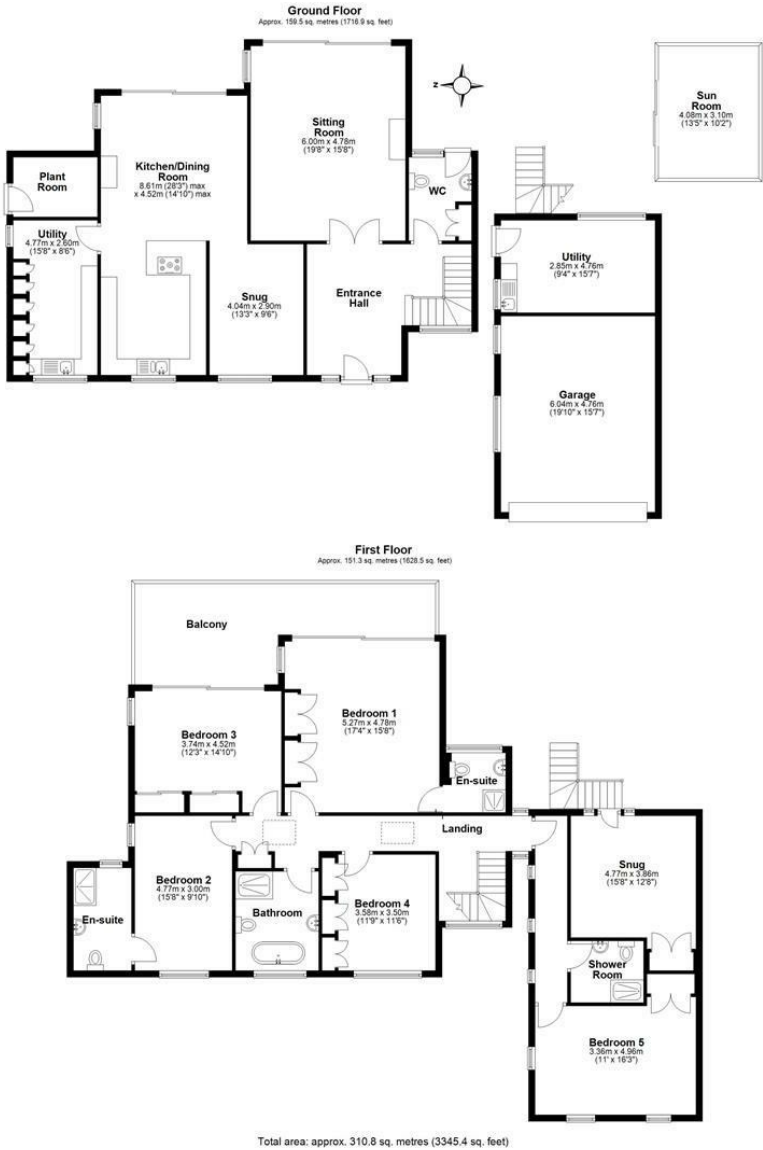 Ground Floor
Approx. 159.5 sq. metres (1716.9 sq. feet)
Sun
Room
4.08m x 3.10m
(13'5" x 10'2")
Z
Sitting
Room
6.00m x 4.78m
(19'8" x 15'8")
Kitchen/Dining
Room
8.61m (28'3") max
x 4.52m (14'10") max
Plant
Room
WC
Utility
4.77m x 2.60m
(15'8" x 8'6")
Utility
2.85m x 4.76m
(9'4" x 15'7")
Snug
4.04m x 2.90m
(13'3" x 9'6")
Entrance
Hall
Garage
6.04m x 4.76m
(19'10" x 15'7")
First Floor
Approx. 151.3 sq. metres (1628.5 sq. feet)
Balcony
Bedroom 1
5.27m x 4.78m
(17'4" x 15'8")
Bedroom 3
3.74m x 4.52m
(12'3" x 14'10")
En-suite
Landing
Bedroom 2
4.77m x 3.00m
(15'8" x 9'10")
Snug
4.77m x 3.86m
(15'8" x 12'8")
En-suite
Bathroom
Bedroom 4
3.58m x 3.50m
(11'9" x 11'6")
Shower
Room
Bedroom 5
3.36m x 4.96m
(11' x 16'3")
Total area: approx. 310.8 sq. metres (3345.4 sq. feet)